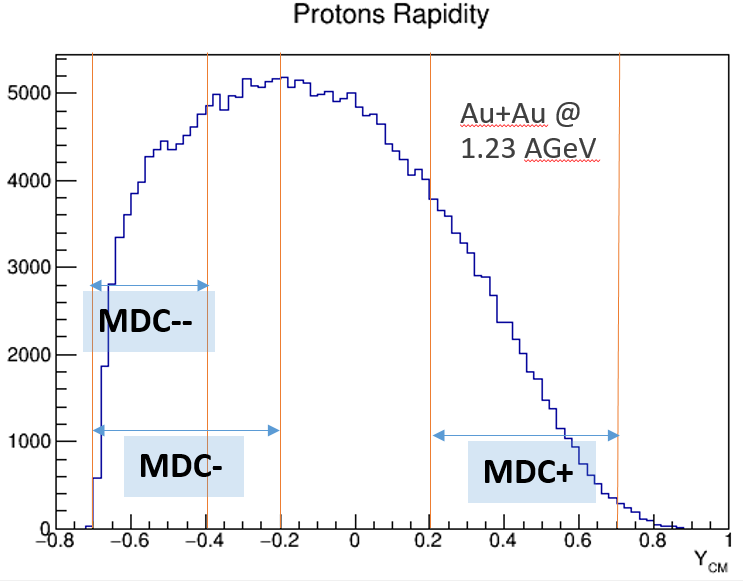 Protons Rapidity
5000
4000
3000
2000
1000
0
Au+Au @
1.23 AGeV
MDC--
MDC-
MDC+
−0.8 −0.6 −0.4 −0.2 0 0.2 0.4 0.6 0.8 1
Y_CM